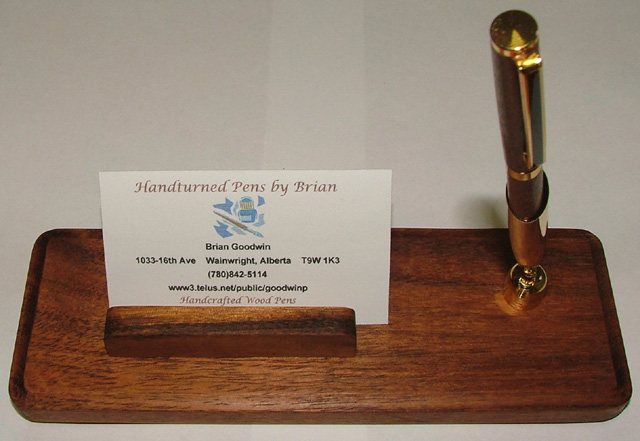 Handturned Pens by Brian
Brian Goodwin
1033-16th Ave Wainwright, Alberta T9W 1K3
(780)842-5114
www3.telus.net/public/goodwinp
Handcrafted Wood Pens